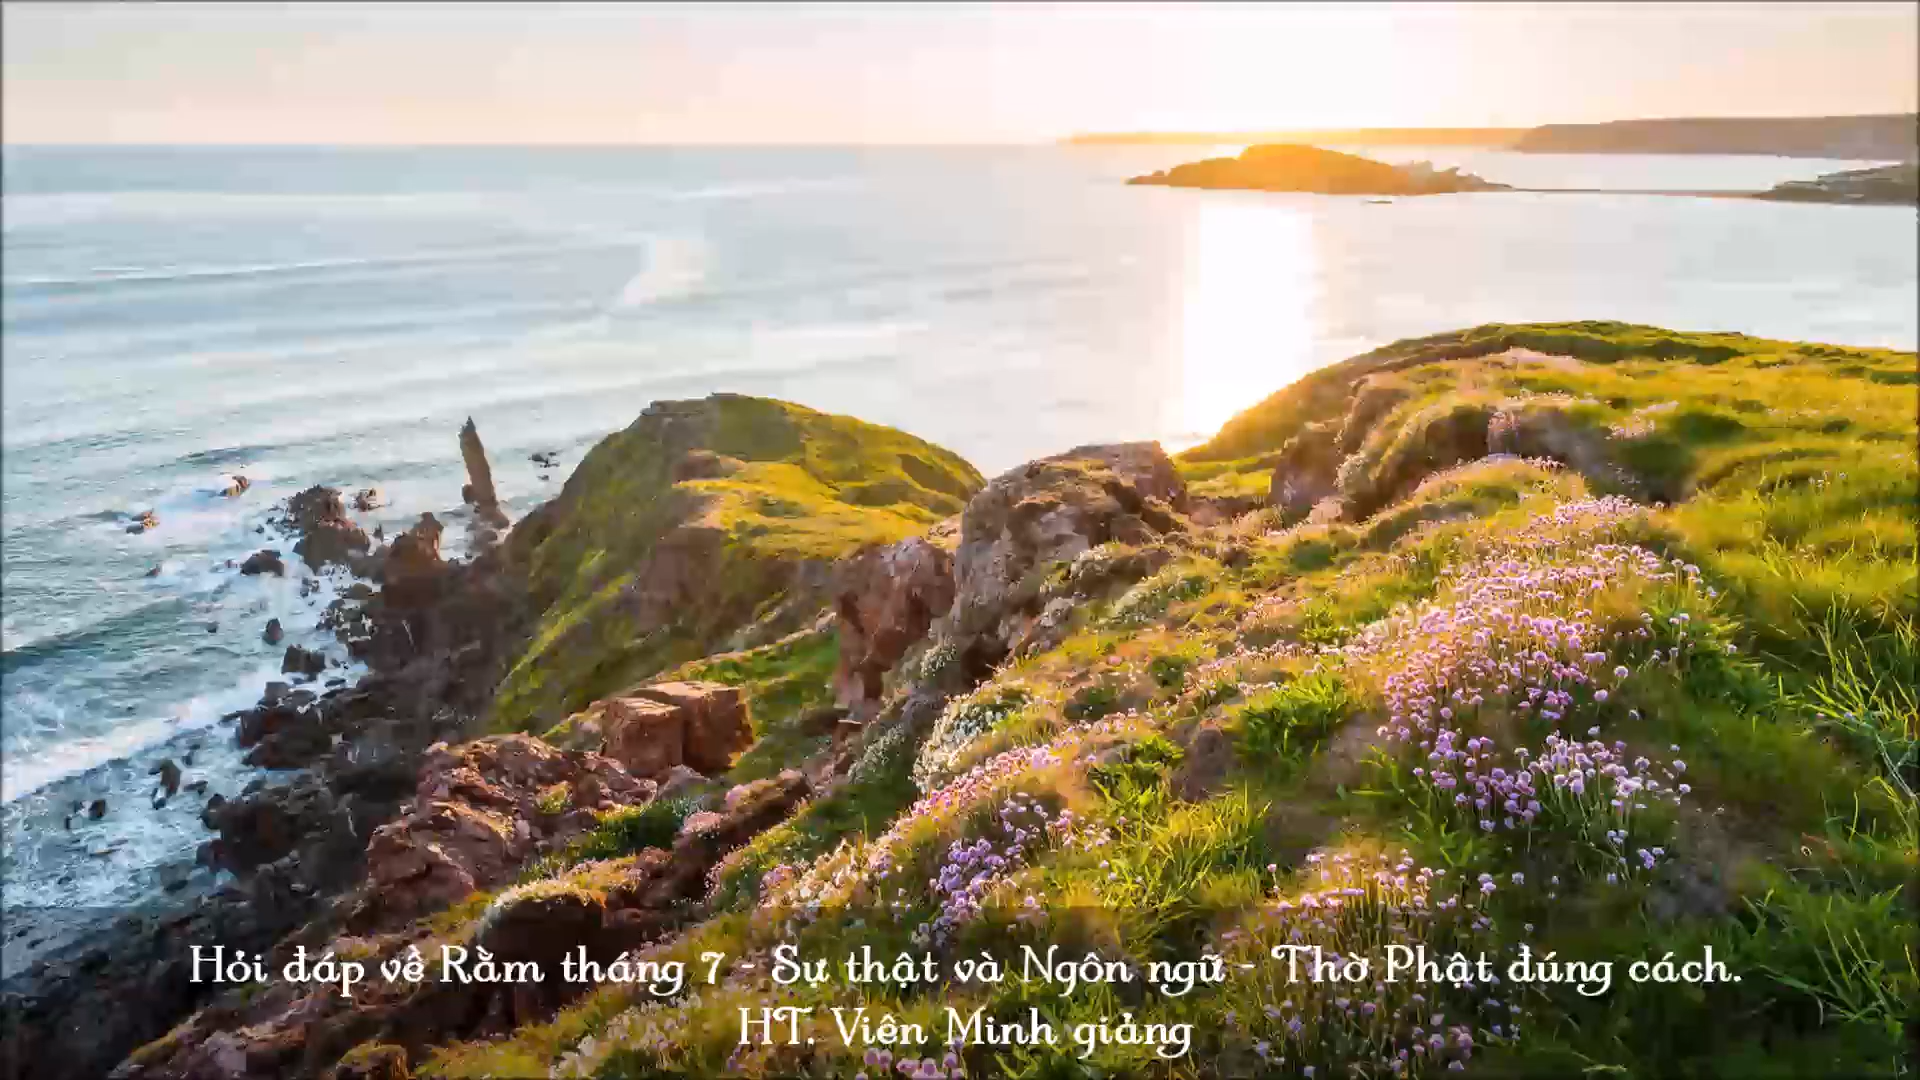 Hỏi đáp về Rằm tháng 7 - Sự thật và Ngôn ngữ - Thờ Phật đúng cách.
HT. Viên Minh giảng